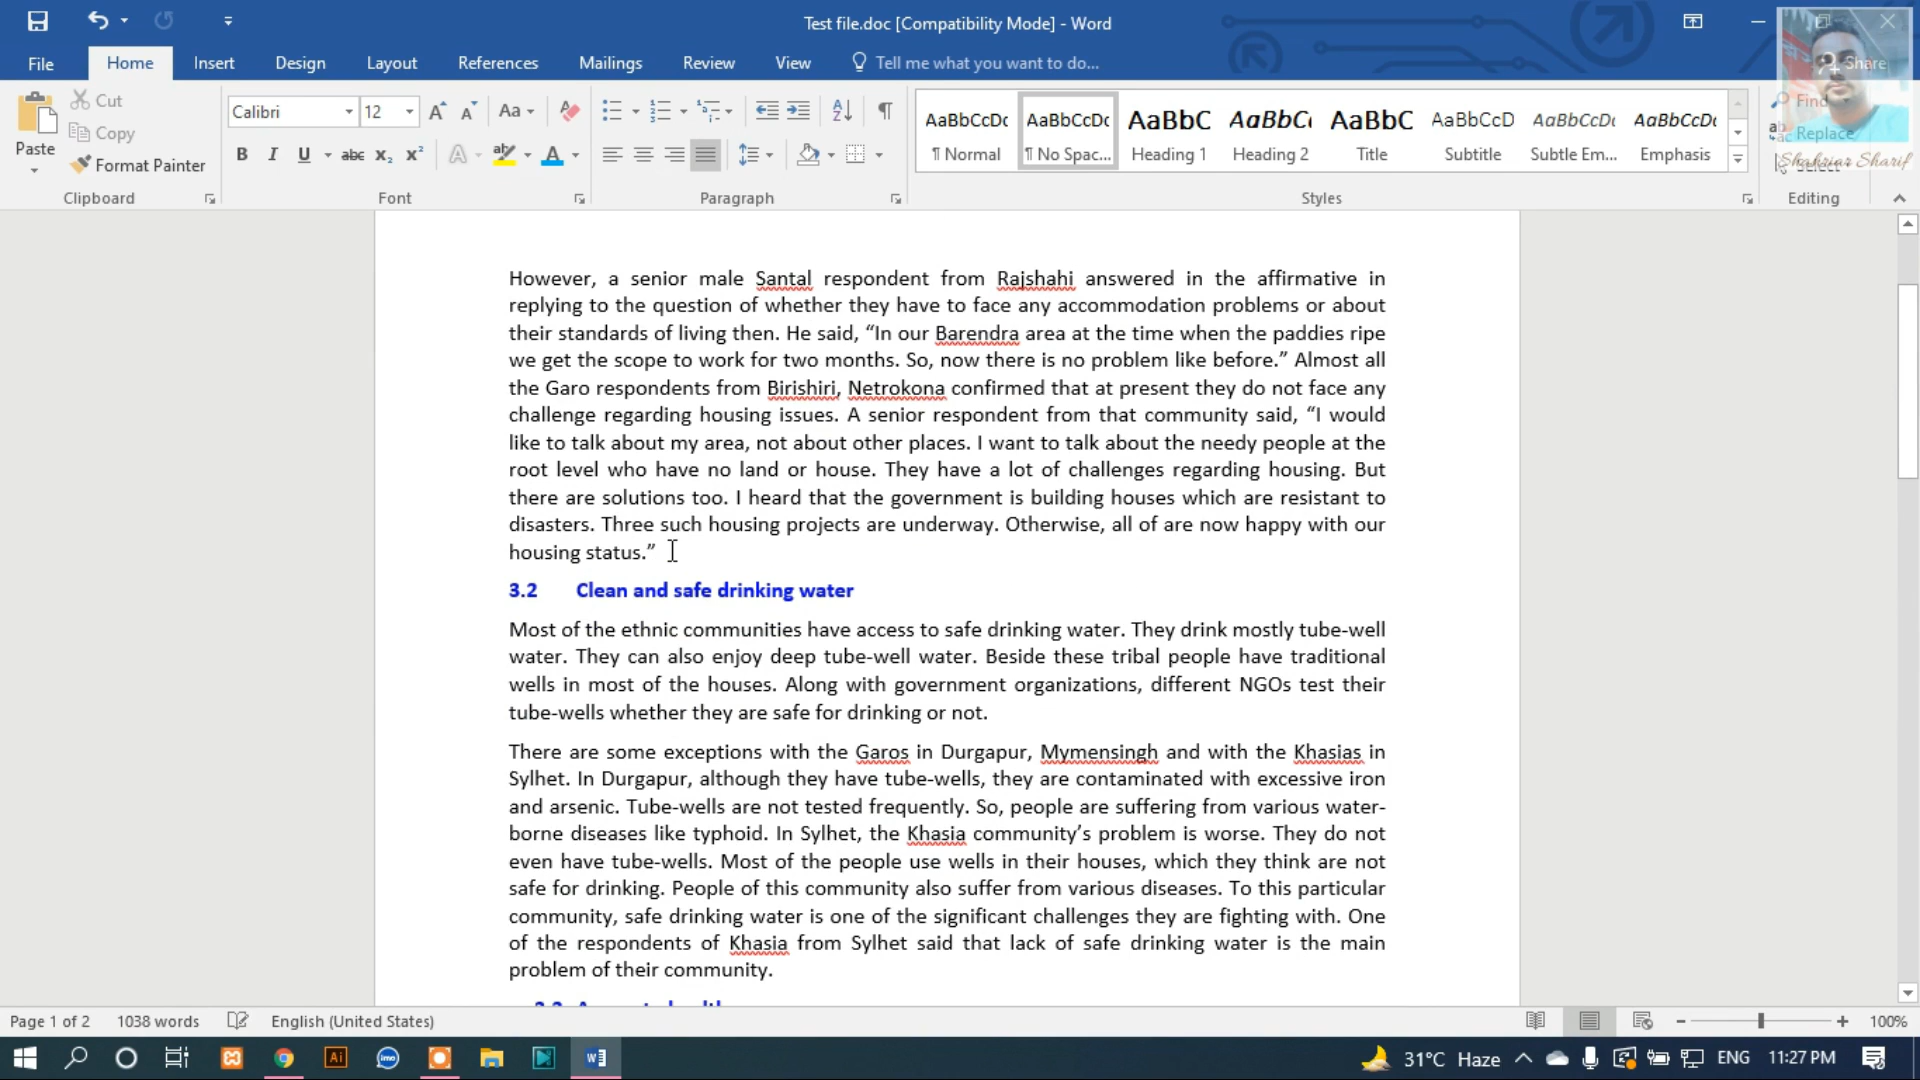 Test file.doc [Compatibility Mode] - Word
File Home Insert Design Layout References Mailings Review View Tell me what you want to do... Share
Cut
Copy
Format Painter
Paste
Clipboard
Calibri 12
Font
Paragraph
AaBbCcDc AaBbCcDc AaBbC AaBbC AaBbC AaBbCcD AaBbCcDc AaBbCcDc
¶ Normal ¶ No Spac... Heading 1 Heading 2 Title Subtitle Subtle Em... Emphasis
Styles
Find
Replace
Select
Shahriar Sharif
Editing
However, a senior male Santal respondent from Rajshahi answered in the affirmative in
replying to the question of whether they have to face any accommodation problems or about
their standards of living then. He said, “In our Barendra area at the time when the paddies ripe
we get the scope to work for two months. So, now there is no problem like before.” Almost all
the Garo respondents from Birishiri, Netrokona confirmed that at present they do not face any
challenge regarding housing issues. A senior respondent from that community said, “I would
like to talk about my area, not about other places. I want to talk about the needy people at the
root level who have no land or house. They have a lot of challenges regarding housing. But
there are solutions too. I heard that the government is building houses which are resistant to
disasters. Three such housing projects are underway. Otherwise, all of are now happy with our
housing status.”
3.2 Clean and safe drinking water
Most of the ethnic communities have access to safe drinking water. They drink mostly tube-well
water. They can also enjoy deep tube-well water. Beside these tribal people have traditional
wells in most of the houses. Along with government organizations, different NGOs test their
tube-wells whether they are safe for drinking or not.
There are some exceptions with the Garos in Durgapur, Mymensingh and with the Khasias in
Sylhet. In Durgapur, although they have tube-wells, they are contaminated with excessive iron
and arsenic. Tube-wells are not tested frequently. So, people are suffering from various water-
borne diseases like typhoid. In Sylhet, the Khasia community’s problem is worse. They do not
even have tube-wells. Most of the people use wells in their houses, which they think are not
safe for drinking. People of this community also suffer from various diseases. To this particular
community, safe drinking water is one of the significant challenges they are fighting with. One
of the respondents of Khasia from Sylhet said that lack of safe drinking water is the main
problem of their community.
Page 1 of 2 1038 words English (United States) 100%
31°C Haze ENG 11:27 PM